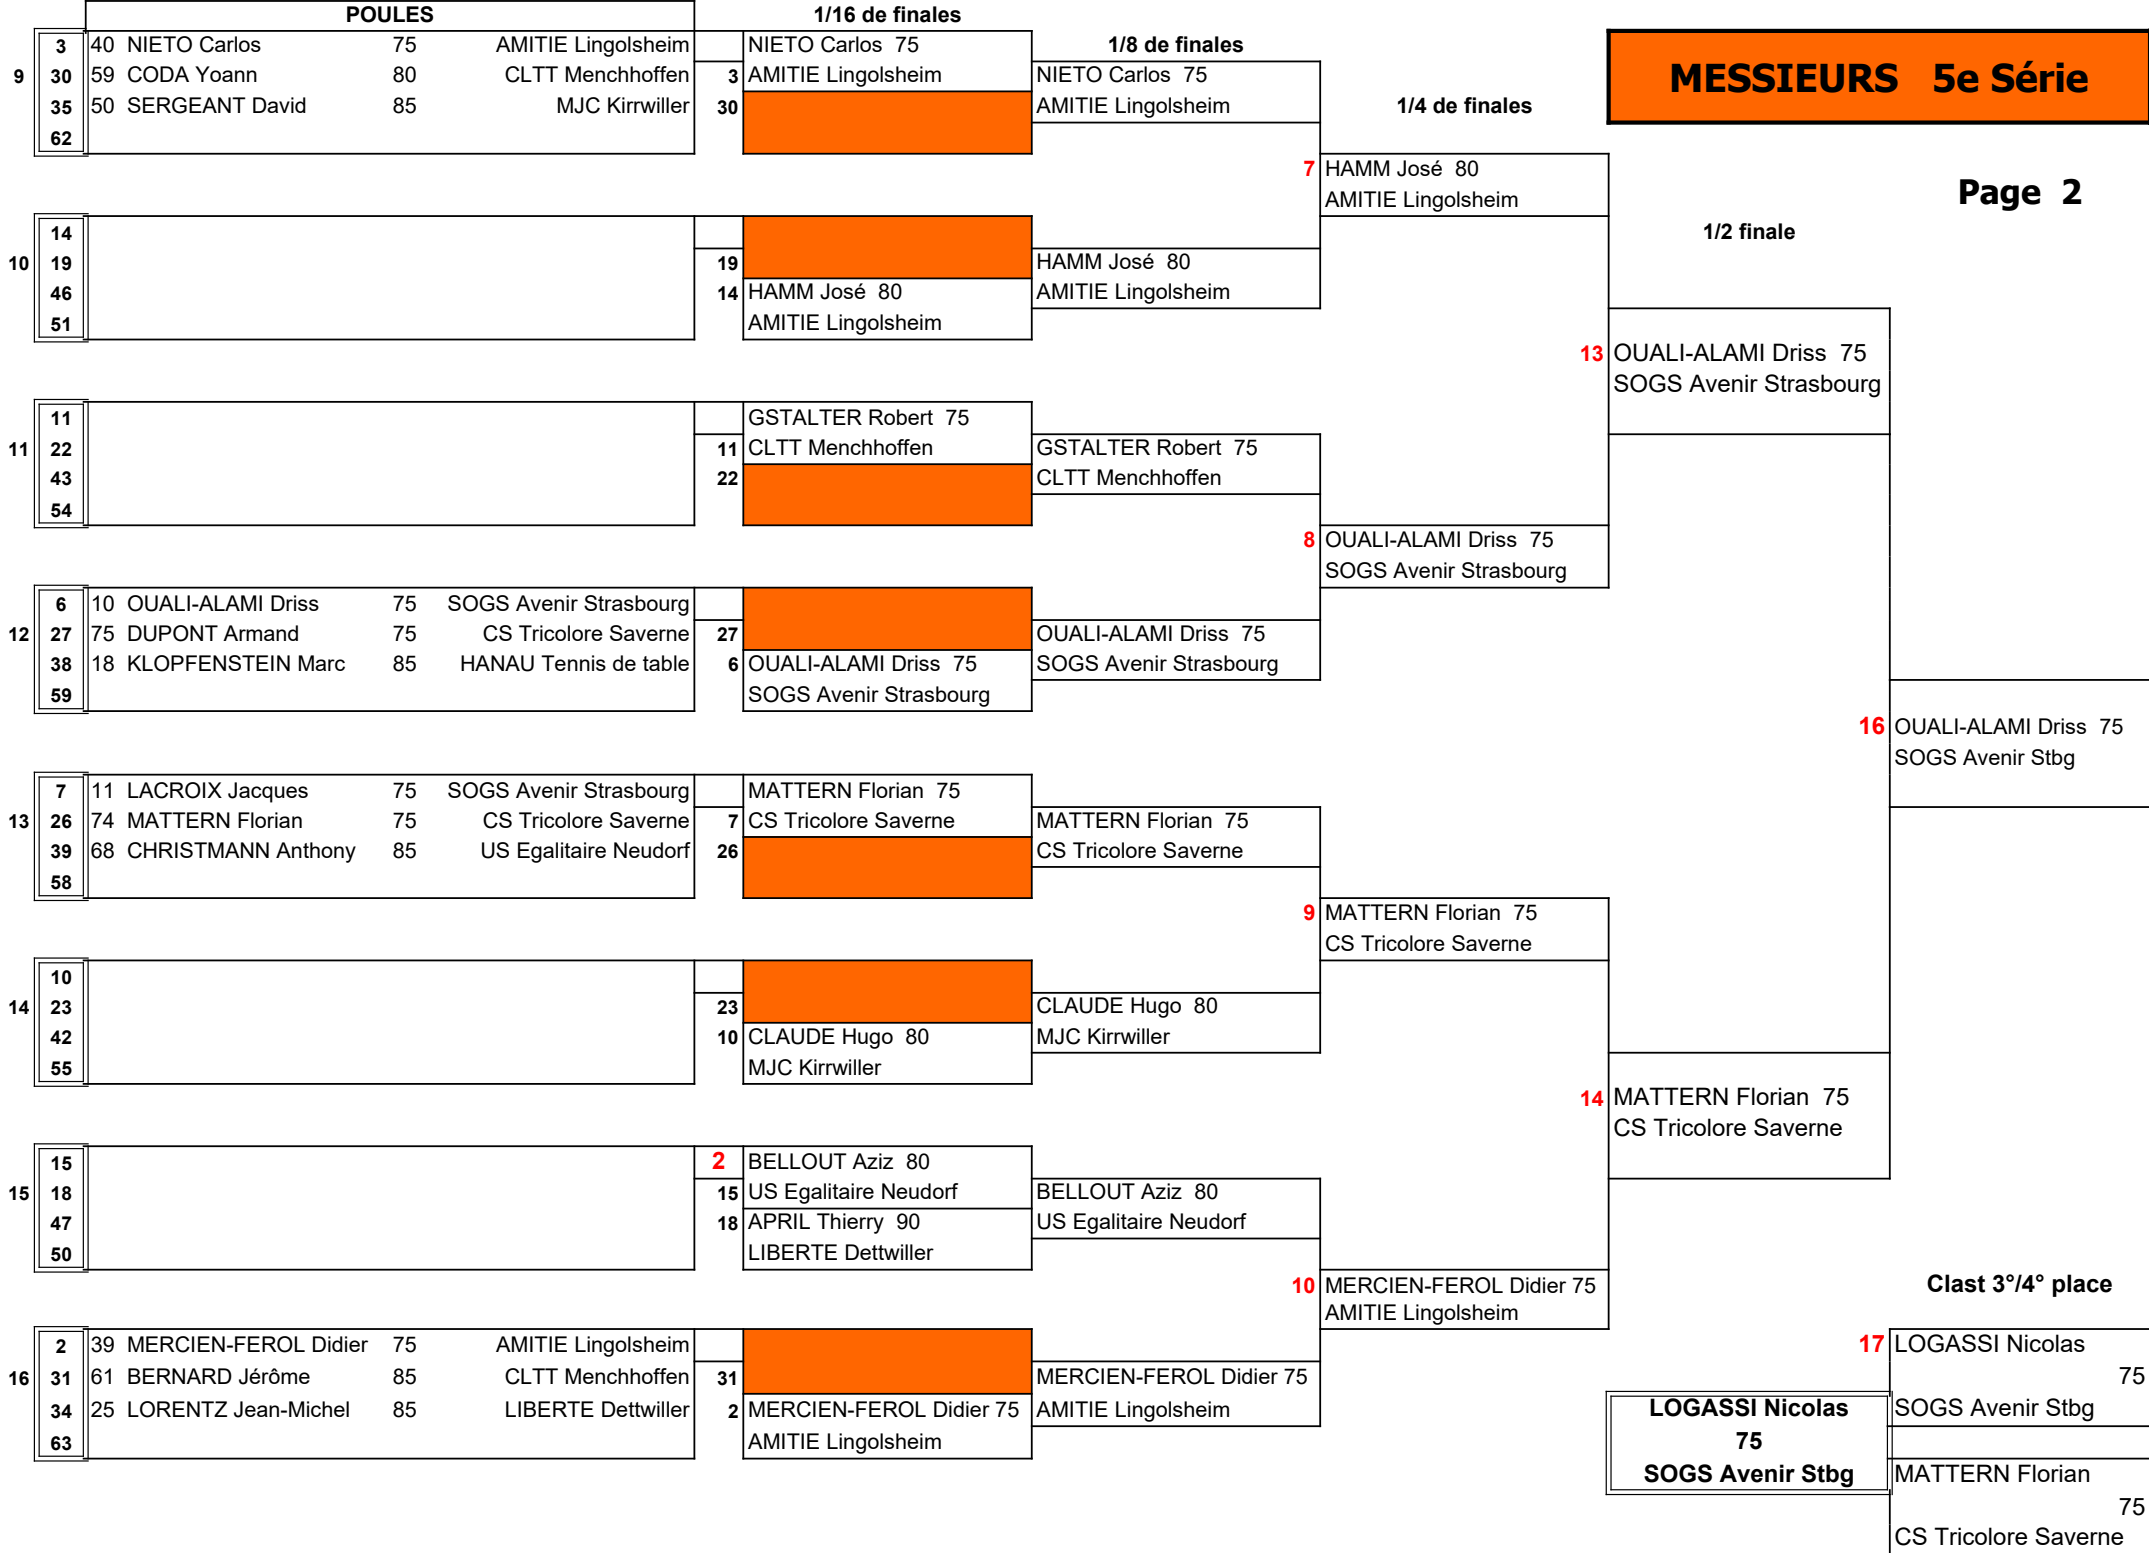 POULES
1/16 de finales
1/8 de finales
1/4 de finales
MESSIEURS 5e Série
Page 2
1/2 finale
9
3 40 NIETO Carlos 75 AMITIE Lingolsheim
30 59 CODA Yoann 80 CLTT Menchhoffen
35 50 SERGEANT David 85 MJC Kirrwiller
62
NIETO Carlos 75
3 AMITIE Lingolsheim
30
NIETO Carlos 75
AMITIE Lingolsheim
7 HAMM José 80
AMITIE Lingolsheim
10
14
19
46
51
19
14 HAMM José 80
AMITIE Lingolsheim
HAMM José 80
AMITIE Lingolsheim
13 OUALI-ALAMI Driss 75
SOGS Avenir Strasbourg
11
11
22
43
54
GSTALTER Robert 75
11 CLTT Menchhoffen
22
GSTALTER Robert 75
CLTT Menchhoffen
8 OUALI-ALAMI Driss 75
SOGS Avenir Strasbourg
12
6 10 OUALI-ALAMI Driss 75 SOGS Avenir Strasbourg
27 75 DUPONT Armand 75 CS Tricolore Saverne
38 18 KLOPFENSTEIN Marc 85 HANAU Tennis de table
59
27
6 OUALI-ALAMI Driss 75
SOGS Avenir Strasbourg
OUALI-ALAMI Driss 75
SOGS Avenir Strasbourg
16 OUALI-ALAMI Driss 75
SOGS Avenir Stbg
13
7 11 LACROIX Jacques 75 SOGS Avenir Strasbourg
26 74 MATTERN Florian 75 CS Tricolore Saverne
39 68 CHRISTMANN Anthony 85 US Egalitaire Neudorf
58
MATTERN Florian 75
7 CS Tricolore Saverne
26
MATTERN Florian 75
CS Tricolore Saverne
9 MATTERN Florian 75
CS Tricolore Saverne
14
10
23
42
55
23
10 CLAUDE Hugo 80
MJC Kirrwiller
CLAUDE Hugo 80
MJC Kirrwiller
14 MATTERN Florian 75
CS Tricolore Saverne
15
15
18
47
50
2 BELLOUT Aziz 80
15 US Egalitaire Neudorf
18 APRIL Thierry 90
LIBERTE Dettwiller
BELLOUT Aziz 80
US Egalitaire Neudorf
10 MERCIEN-FEROL Didier 75
AMITIE Lingolsheim
16
2 39 MERCIEN-FEROL Didier 75 AMITIE Lingolsheim
31 61 BERNARD Jérôme 85 CLTT Menchhoffen
34 25 LORENTZ Jean-Michel 85 LIBERTE Dettwiller
63
31
2 MERCIEN-FEROL Didier 75
AMITIE Lingolsheim
MERCIEN-FEROL Didier 75
AMITIE Lingolsheim
Clast 3°/4° place
17 LOGASSI Nicolas
75
SOGS Avenir Stbg
LOGASSI Nicolas
75
SOGS Avenir Stbg
MATTERN Florian
75
CS Tricolore Saverne